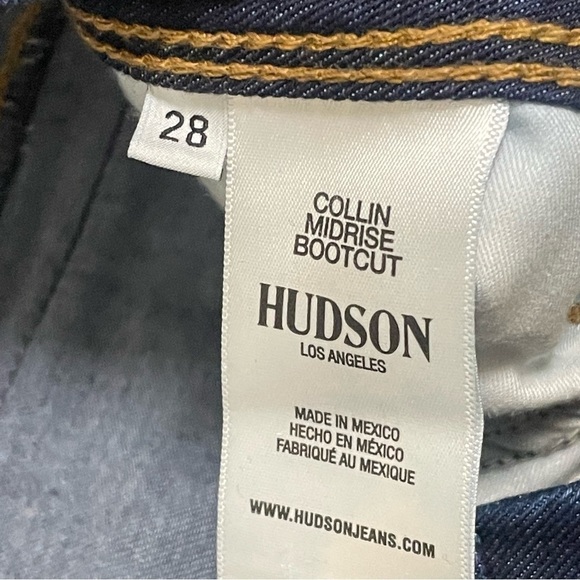 28
COLLIN
MIDRISE
BOOTCUT
HUDSON
LOS ANGELES
MADE IN MEXICO
HECHO EN MÉXICO
FABRIQUÉ AU MEXIQUE
WWW.HUDSONJEANS.COM